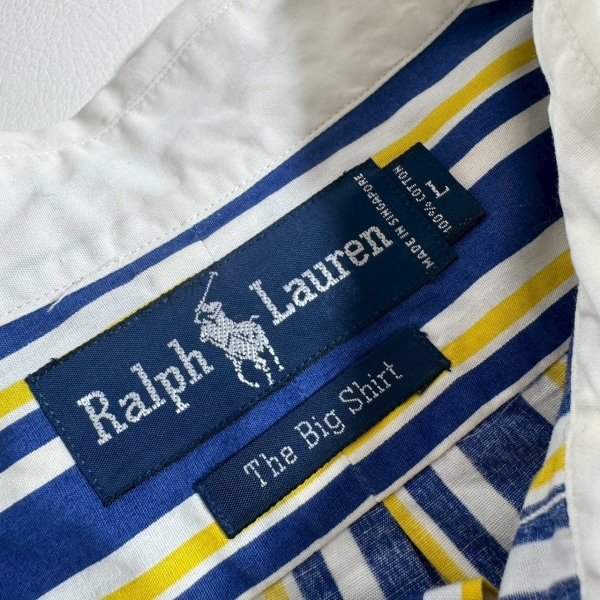 Ralph Lauren
MADE IN SINGAPORE
100% COTTON
L
The Big Shirt